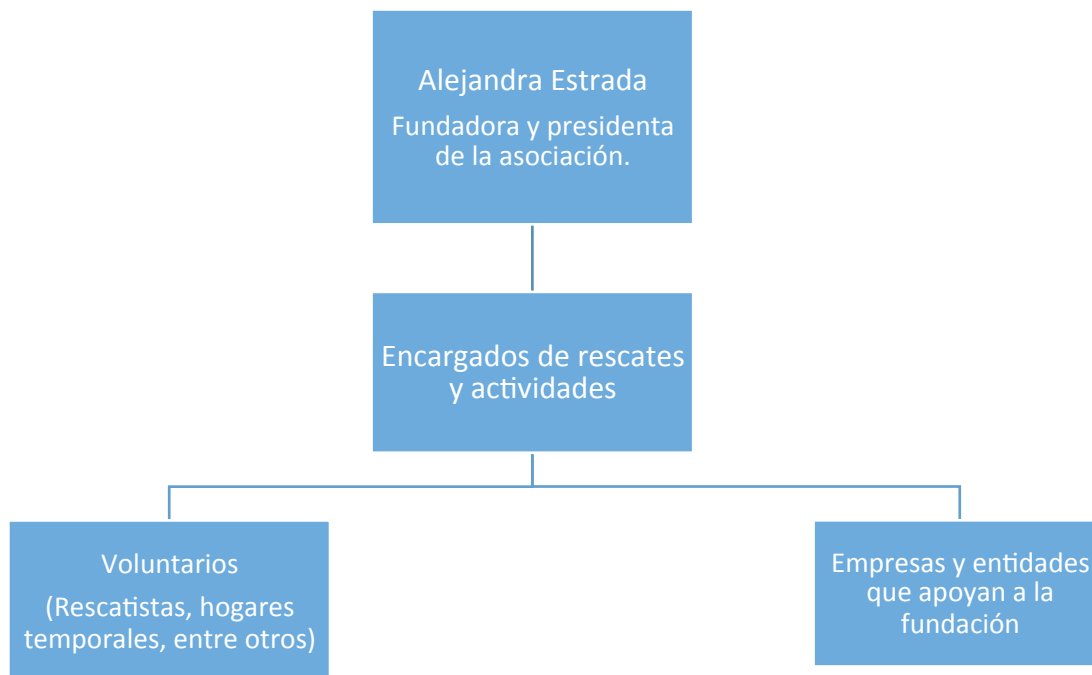 Alejandra Estrada
Fundadora y presidenta
de la asociación.
Encargados de rescates
y actividades
Voluntarios
(Rescatistas, hogares
temporales, entre otros)
Empresas y entidades
que apoyan a la
fundación